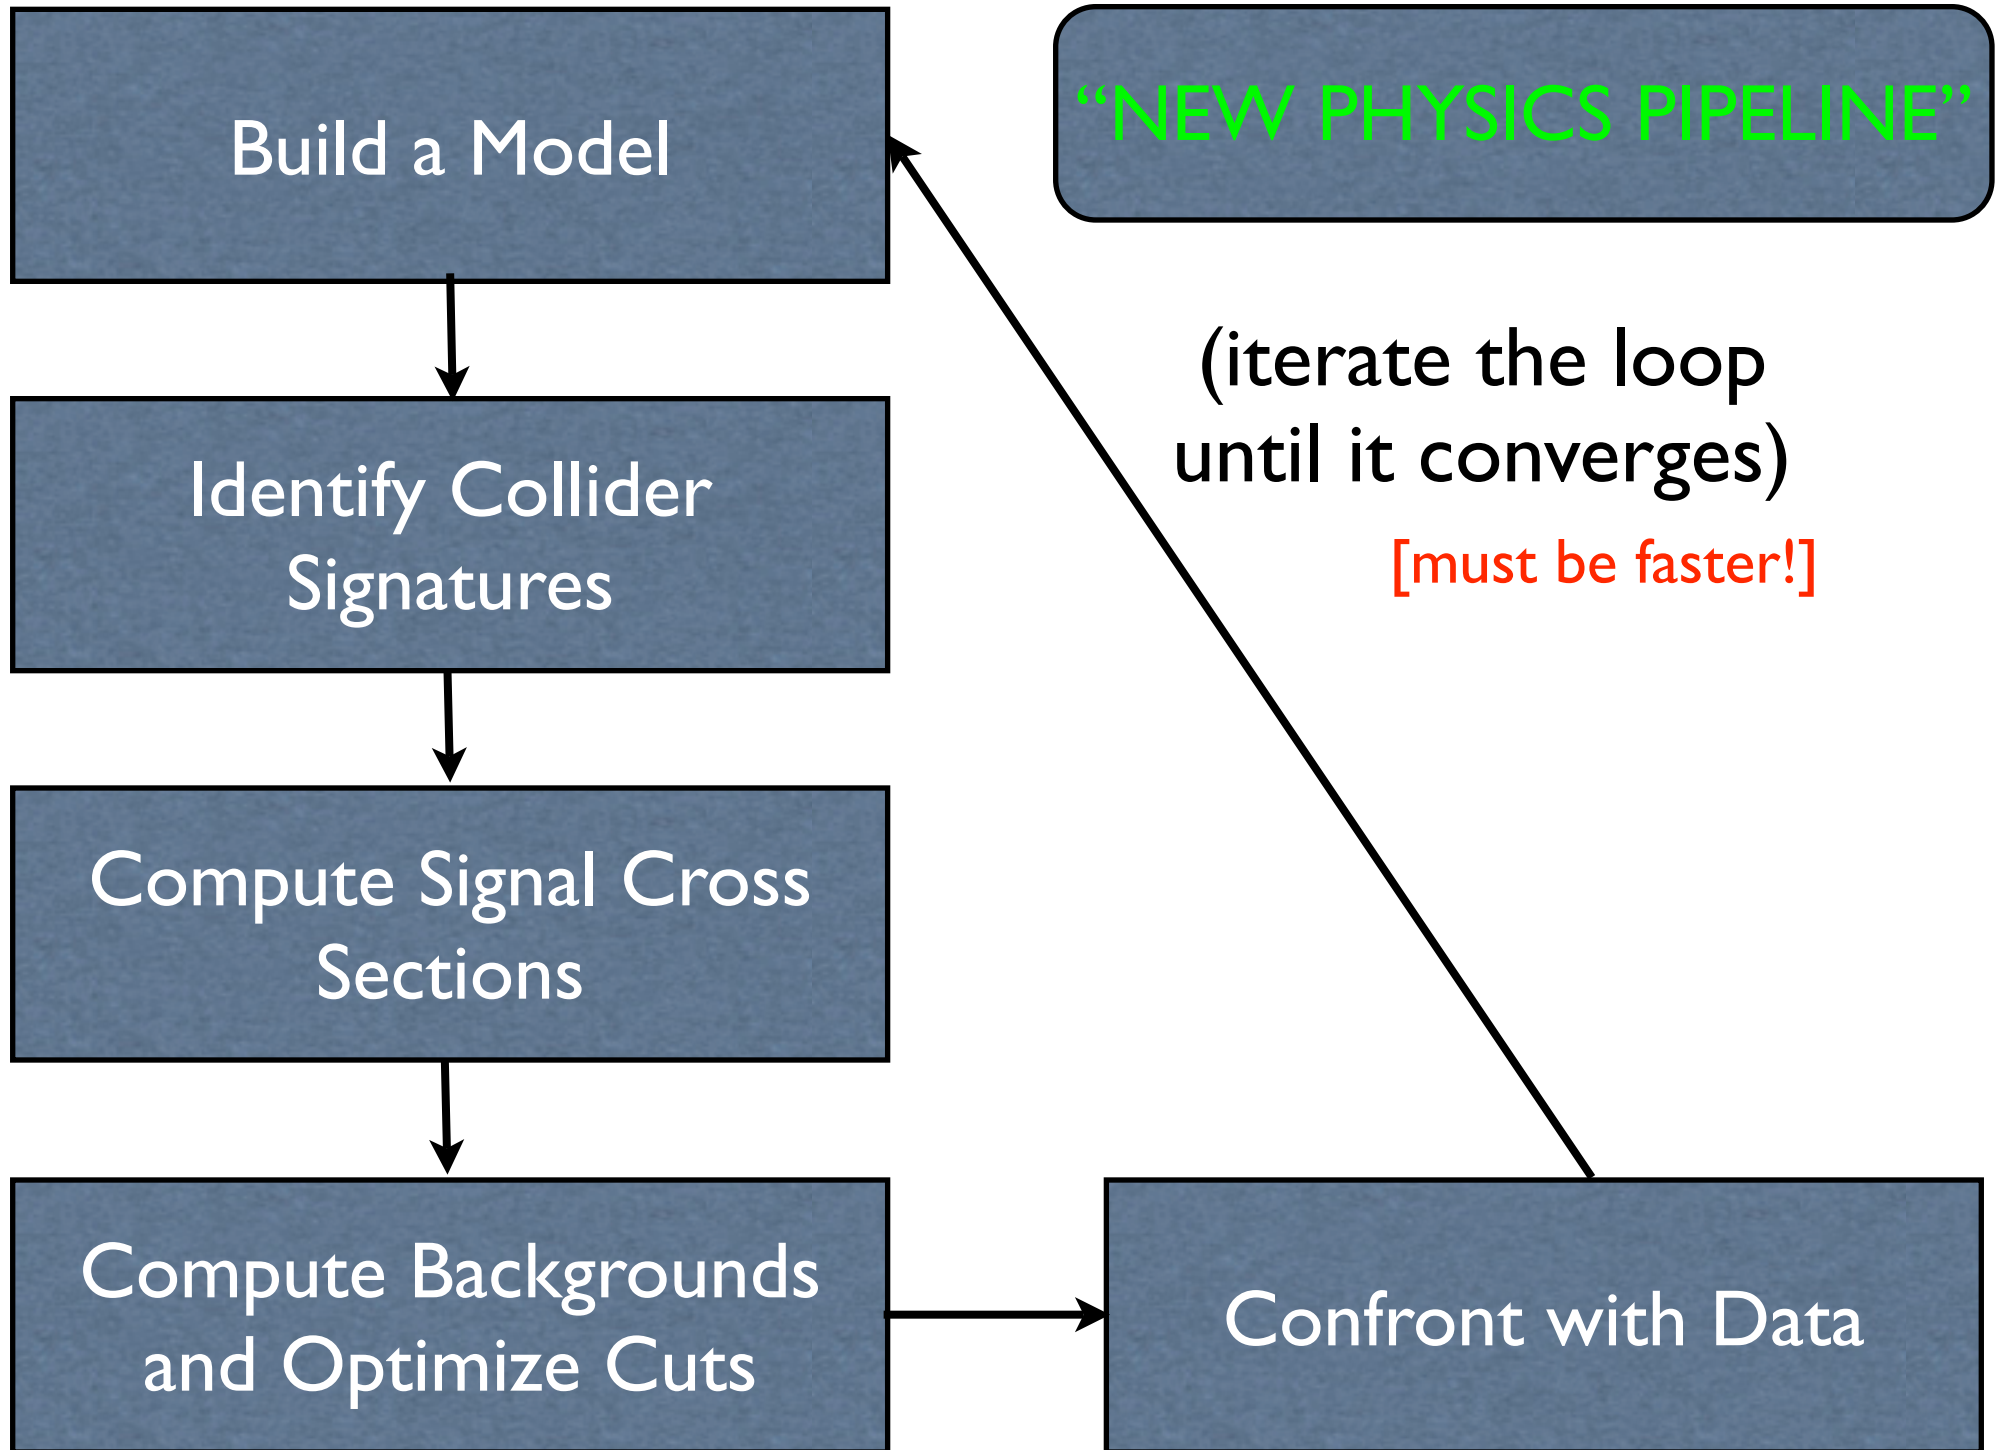 Build a Model
“NEW PHYSICS PIPELINE”
(iterate the loop
until it converges)
[must be faster!]
Identify Collider
Signatures
Compute Signal Cross
Sections
Compute Backgrounds
and Optimize Cuts
Confront with Data